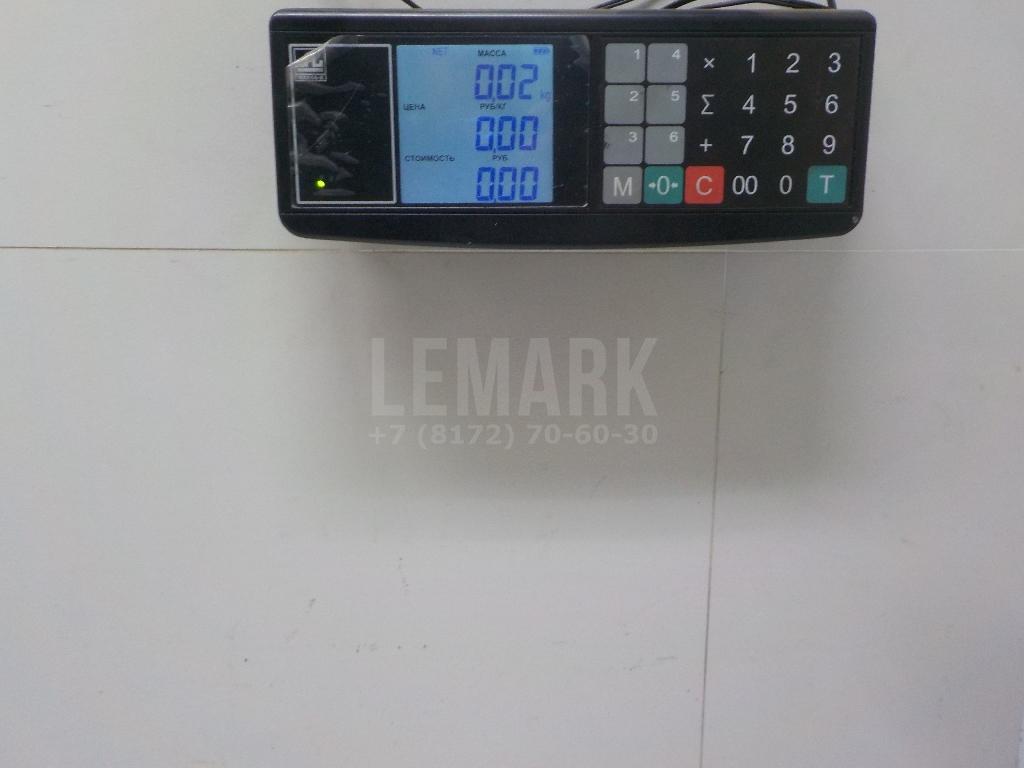 NET МАССА
0,02 kg
ЦЕНА РУБ/КГ
0,00
СТОИМОСТЬ РУБ
0,00
1 4 × 1 2 3
2 5 Σ 4 5 6
3 6 + 7 8 9
M →0← C 00 0 T
LEMARK
+7 (8172) 70-60-30